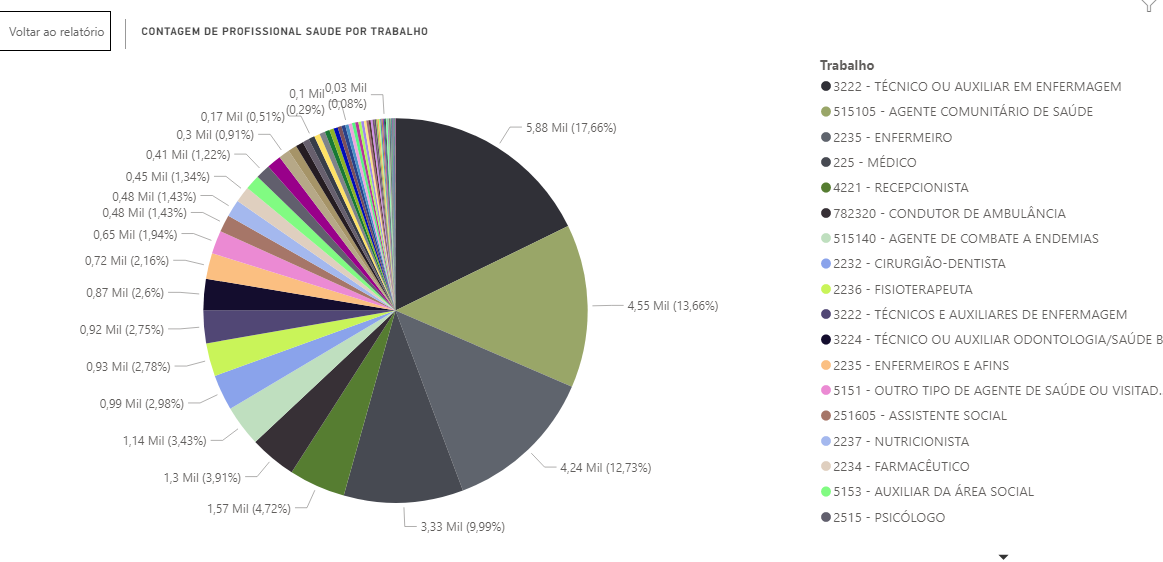 Voltar ao relatório
CONTAGEM DE PROFISSIONAL SAUDE POR TRABALHO
5,88 Mil (17,66%)
4,55 Mil (13,66%)
4,24 Mil (12,73%)
3,33 Mil (9,99%)
1,57 Mil (4,72%)
1,3 Mil (3,91%)
1,14 Mil (3,43%)
0,99 Mil (2,98%)
0,93 Mil (2,78%)
0,92 Mil (2,75%)
0,87 Mil (2,6%)
0,72 Mil (2,16%)
0,65 Mil (1,94%)
0,48 Mil (1,43%)
0,48 Mil (1,43%)
0,45 Mil (1,34%)
0,41 Mil (1,22%)
0,3 Mil (0,91%)
0,17 Mil (0,51%)
0,1 Mil
(0,29%)
0,03 Mil
(0,08%)
Trabalho
3222 - TÉCNICO OU AUXILIAR EM ENFERMAGEM
515105 - AGENTE COMUNITÁRIO DE SAÚDE
2235 - ENFERMEIRO
225 - MÉDICO
4221 - RECEPCIONISTA
782320 - CONDUTOR DE AMBULÂNCIA
515140 - AGENTE DE COMBATE A ENDEMIAS
2232 - CIRURGIÃO-DENTISTA
2236 - FISIOTERAPEUTA
3222 - TÉCNICOS E AUXILIARES DE ENFERMAGEM
3224 - TÉCNICO OU AUXILIAR ODONTOLOGIA/SAÚDE B
2235 - ENFERMEIROS E AFINS
5151 - OUTRO TIPO DE AGENTE DE SAÚDE OU VISITAD.
251605 - ASSISTENTE SOCIAL
2237 - NUTRICIONISTA
2234 - FARMACÊUTICO
5153 - AUXILIAR DA ÁREA SOCIAL
2515 - PSICÓLOGO